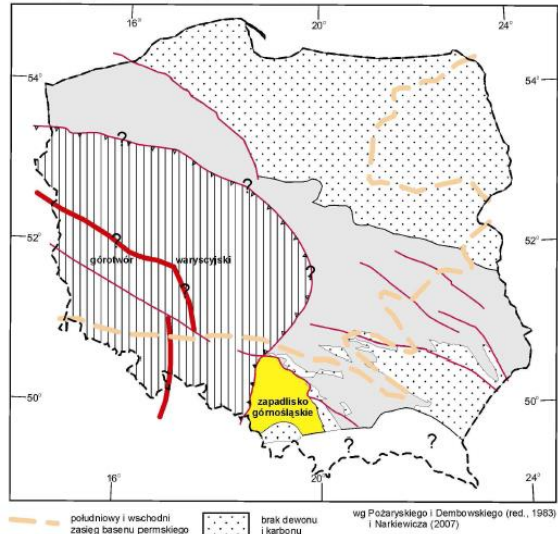 16° 20° 24°
54° 54°
?
?
52° 52°
?
górotwór waryscyjski
?
?
50° 50°
zapadlisko
górnośląskie
? ?
16° 20° 24°
południowy i wschodni
zasięg basenu permskiego
brak dewonu
i karbonu
wg Pożaryskiego i Dembowskiego (red., 1983)
i Narkiewicza (2007)